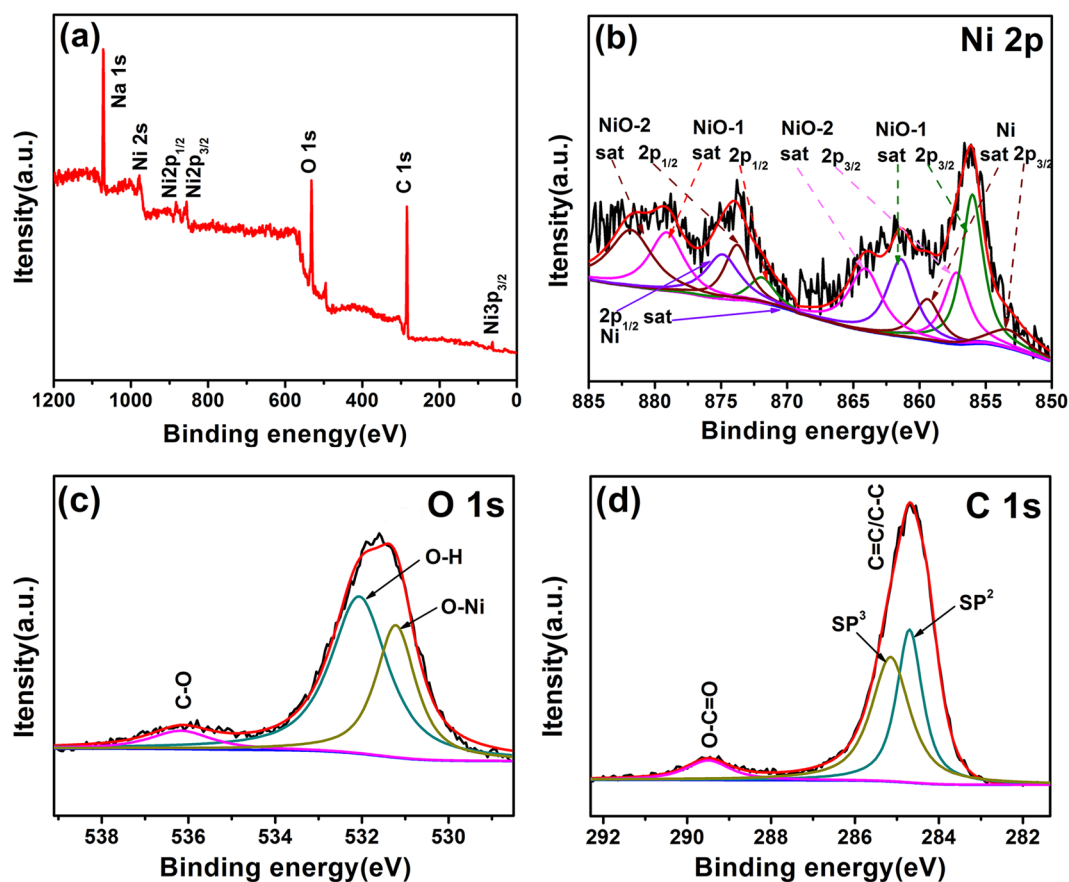 (a)
Na 1s
Ni 2s
Ni2p1/2
Ni2p3/2
O 1s
C 1s
Ni3p3/2
Itensity(a.u.)
1200 1000 800 600 400 200 0
Binding enengy(eV)
(b)
Ni 2p
NiO-2 NiO-1 NiO-2 NiO-1 Ni
sat 2p1/2 sat 2p1/2 sat 2p3/2 sat 2p3/2 sat 2p3/2
2p1/2 sat
Ni
Itensity(a.u.)
885 880 875 870 865 860 855 850
Binding energy(eV)
(c)
O 1s
O-H
O-Ni
C-O
Itensity(a.u.)
538 536 534 532 530
Binding energy(eV)
(d)
C 1s
C=C/C-C
SP3
SP2
O-C=O
Itensity(a.u.)
292 290 288 286 284 282
Binding energy(eV)